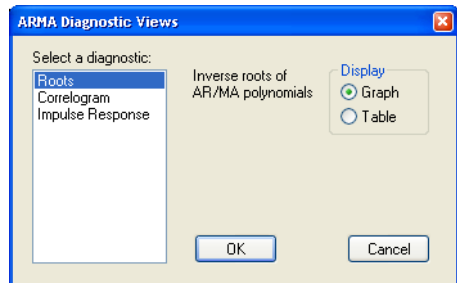 ARMA Diagnostic Views
Select a diagnostic:
Roots
Correlogram
Impulse Response
Inverse roots of
AR/MA polynomials
Display
Graph
Table
OK
Cancel